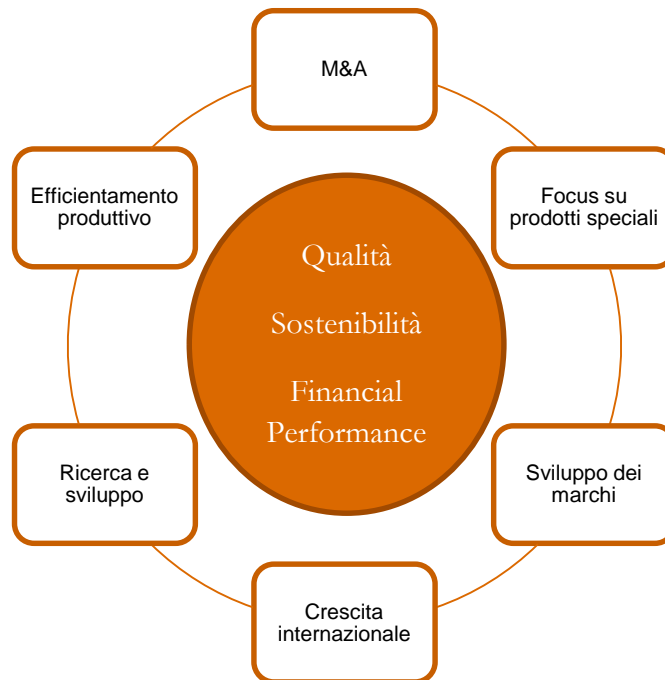 M&A
Efficientamento
produttivo
Focus su
prodotti speciali
Qualità
Sostenibilità
Financial
Performance
Ricerca e
sviluppo
Sviluppo dei
marchi
Crescita
internazionale